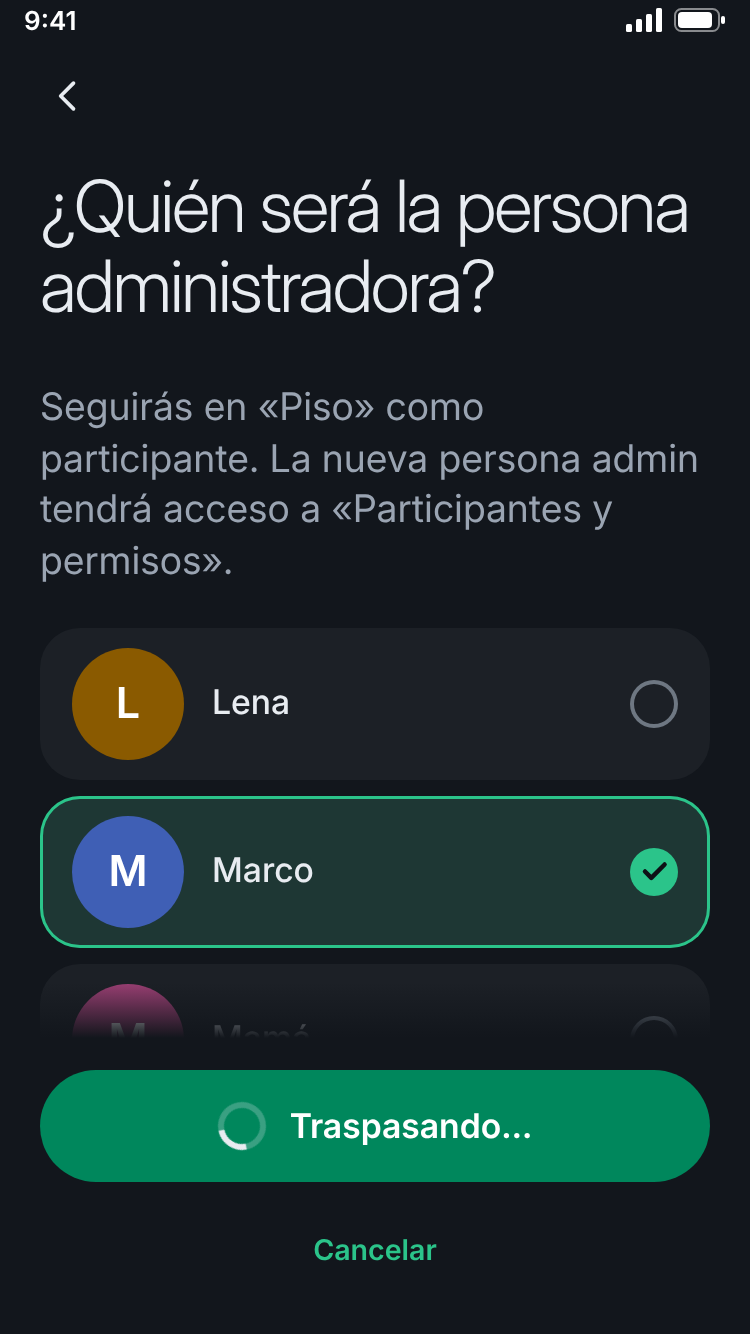 9:41
¿Quién será la persona
administradora?
Seguirás en «Piso» como
participante. La nueva persona admin
tendrá acceso a «Participantes y
permisos».
L
Lena
M
Marco
M
Mamá
Traspasando...
Cancelar